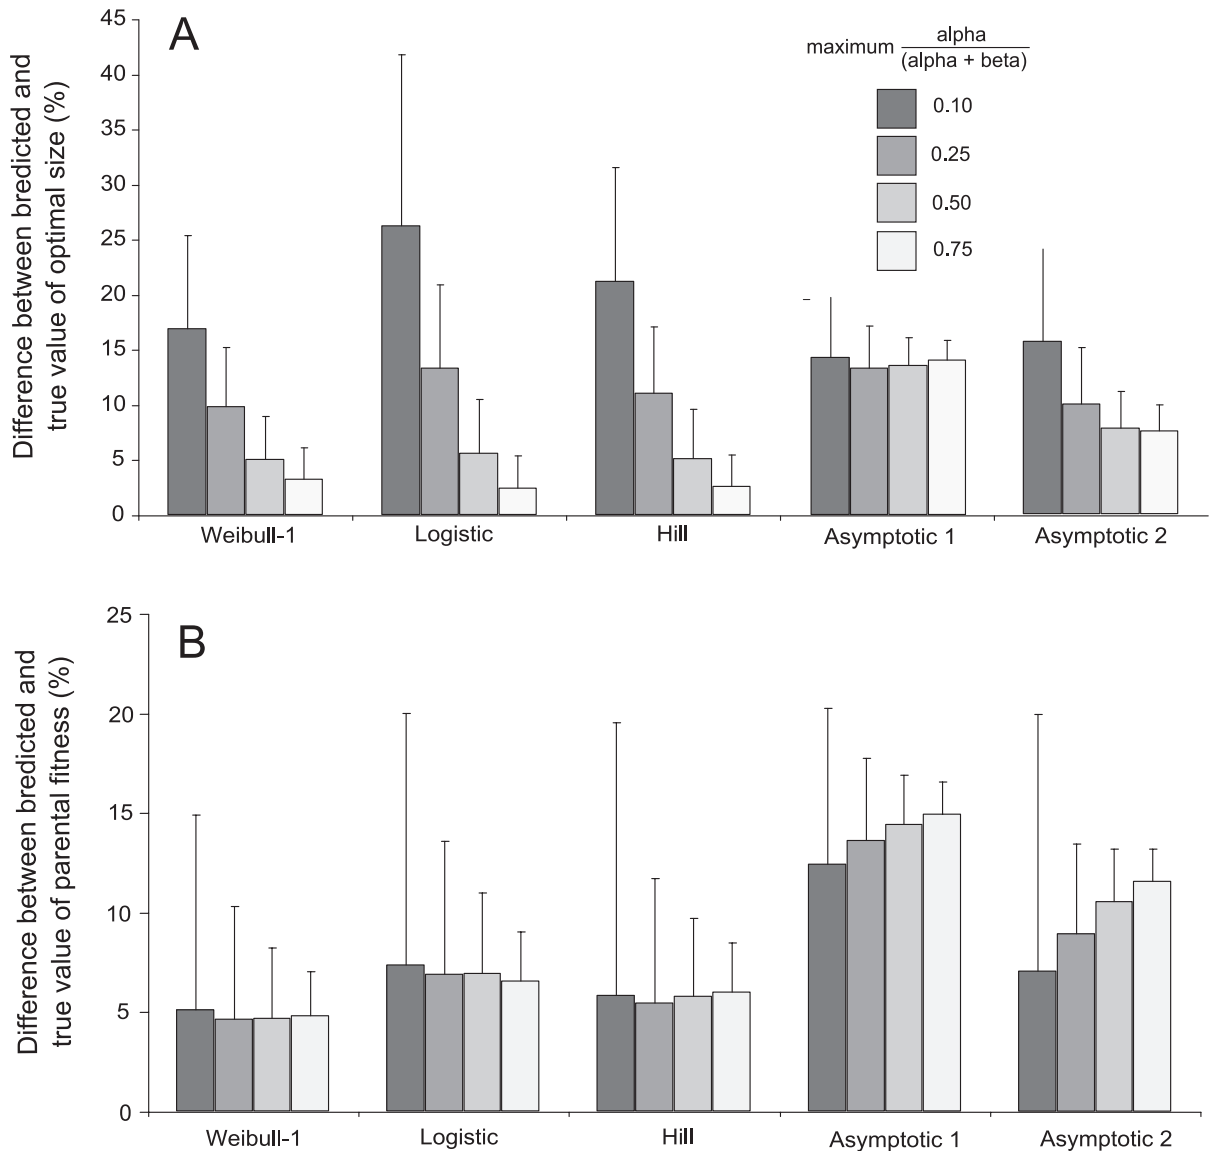 A
45
40
35
30
25
20
15
10
5
0
Difference between bredicted and
true value of optimal size (%)
maximum alpha
(alpha + beta)
0.10
0.25
0.50
0.75
Weibull-1 Logistic Hill Asymptotic 1 Asymptotic 2
B
25
20
15
10
5
0
Difference between bredicted and
true value of parental fitness (%)
Weibull-1 Logistic Hill Asymptotic 1 Asymptotic 2